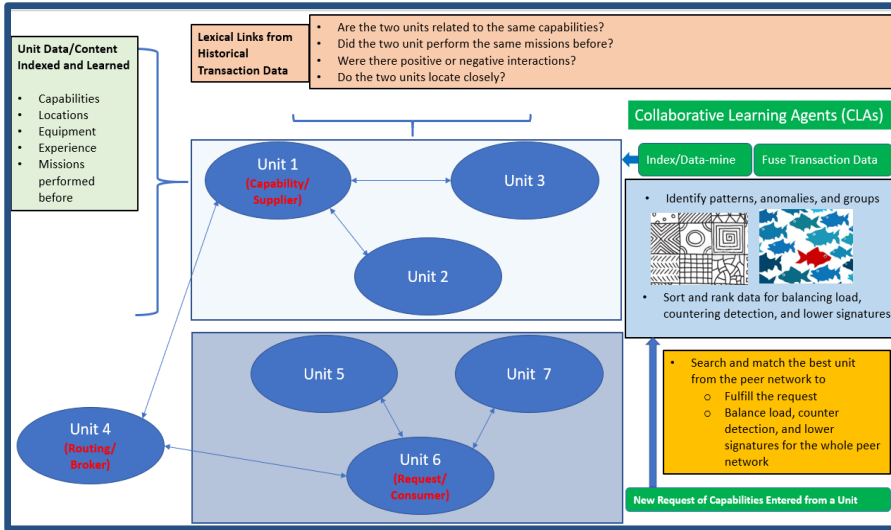 Unit Data/Content
Indexed and Learned
• Capabilities
• Locations
• Equipment
• Experience
• Missions
performed
before
Lexical Links from
Historical
Transaction Data
• Are the two units related to the same capabilities?
• Did the two unit perform the same missions before?
• Were there positive or negative interactions?
• Do the two units locate closely?
Collaborative Learning Agents (CLAs)
Index/Data-mine
Fuse Transaction Data
• Identify patterns, anomalies, and groups
• Sort and rank data for balancing load,
countering detection, and lower signatures
Unit 1
(Capability/
Supplier)
Unit 3
Unit 2
Unit 5
Unit 7
Unit 4
(Routing/
Broker)
Unit 6
(Request/
Consumer)
• Search and match the best unit
from the peer network to
o Fulfill the request
o Balance load, counter
detection, and lower
signatures for the whole peer
network
New Request of Capabilities Entered from a Unit